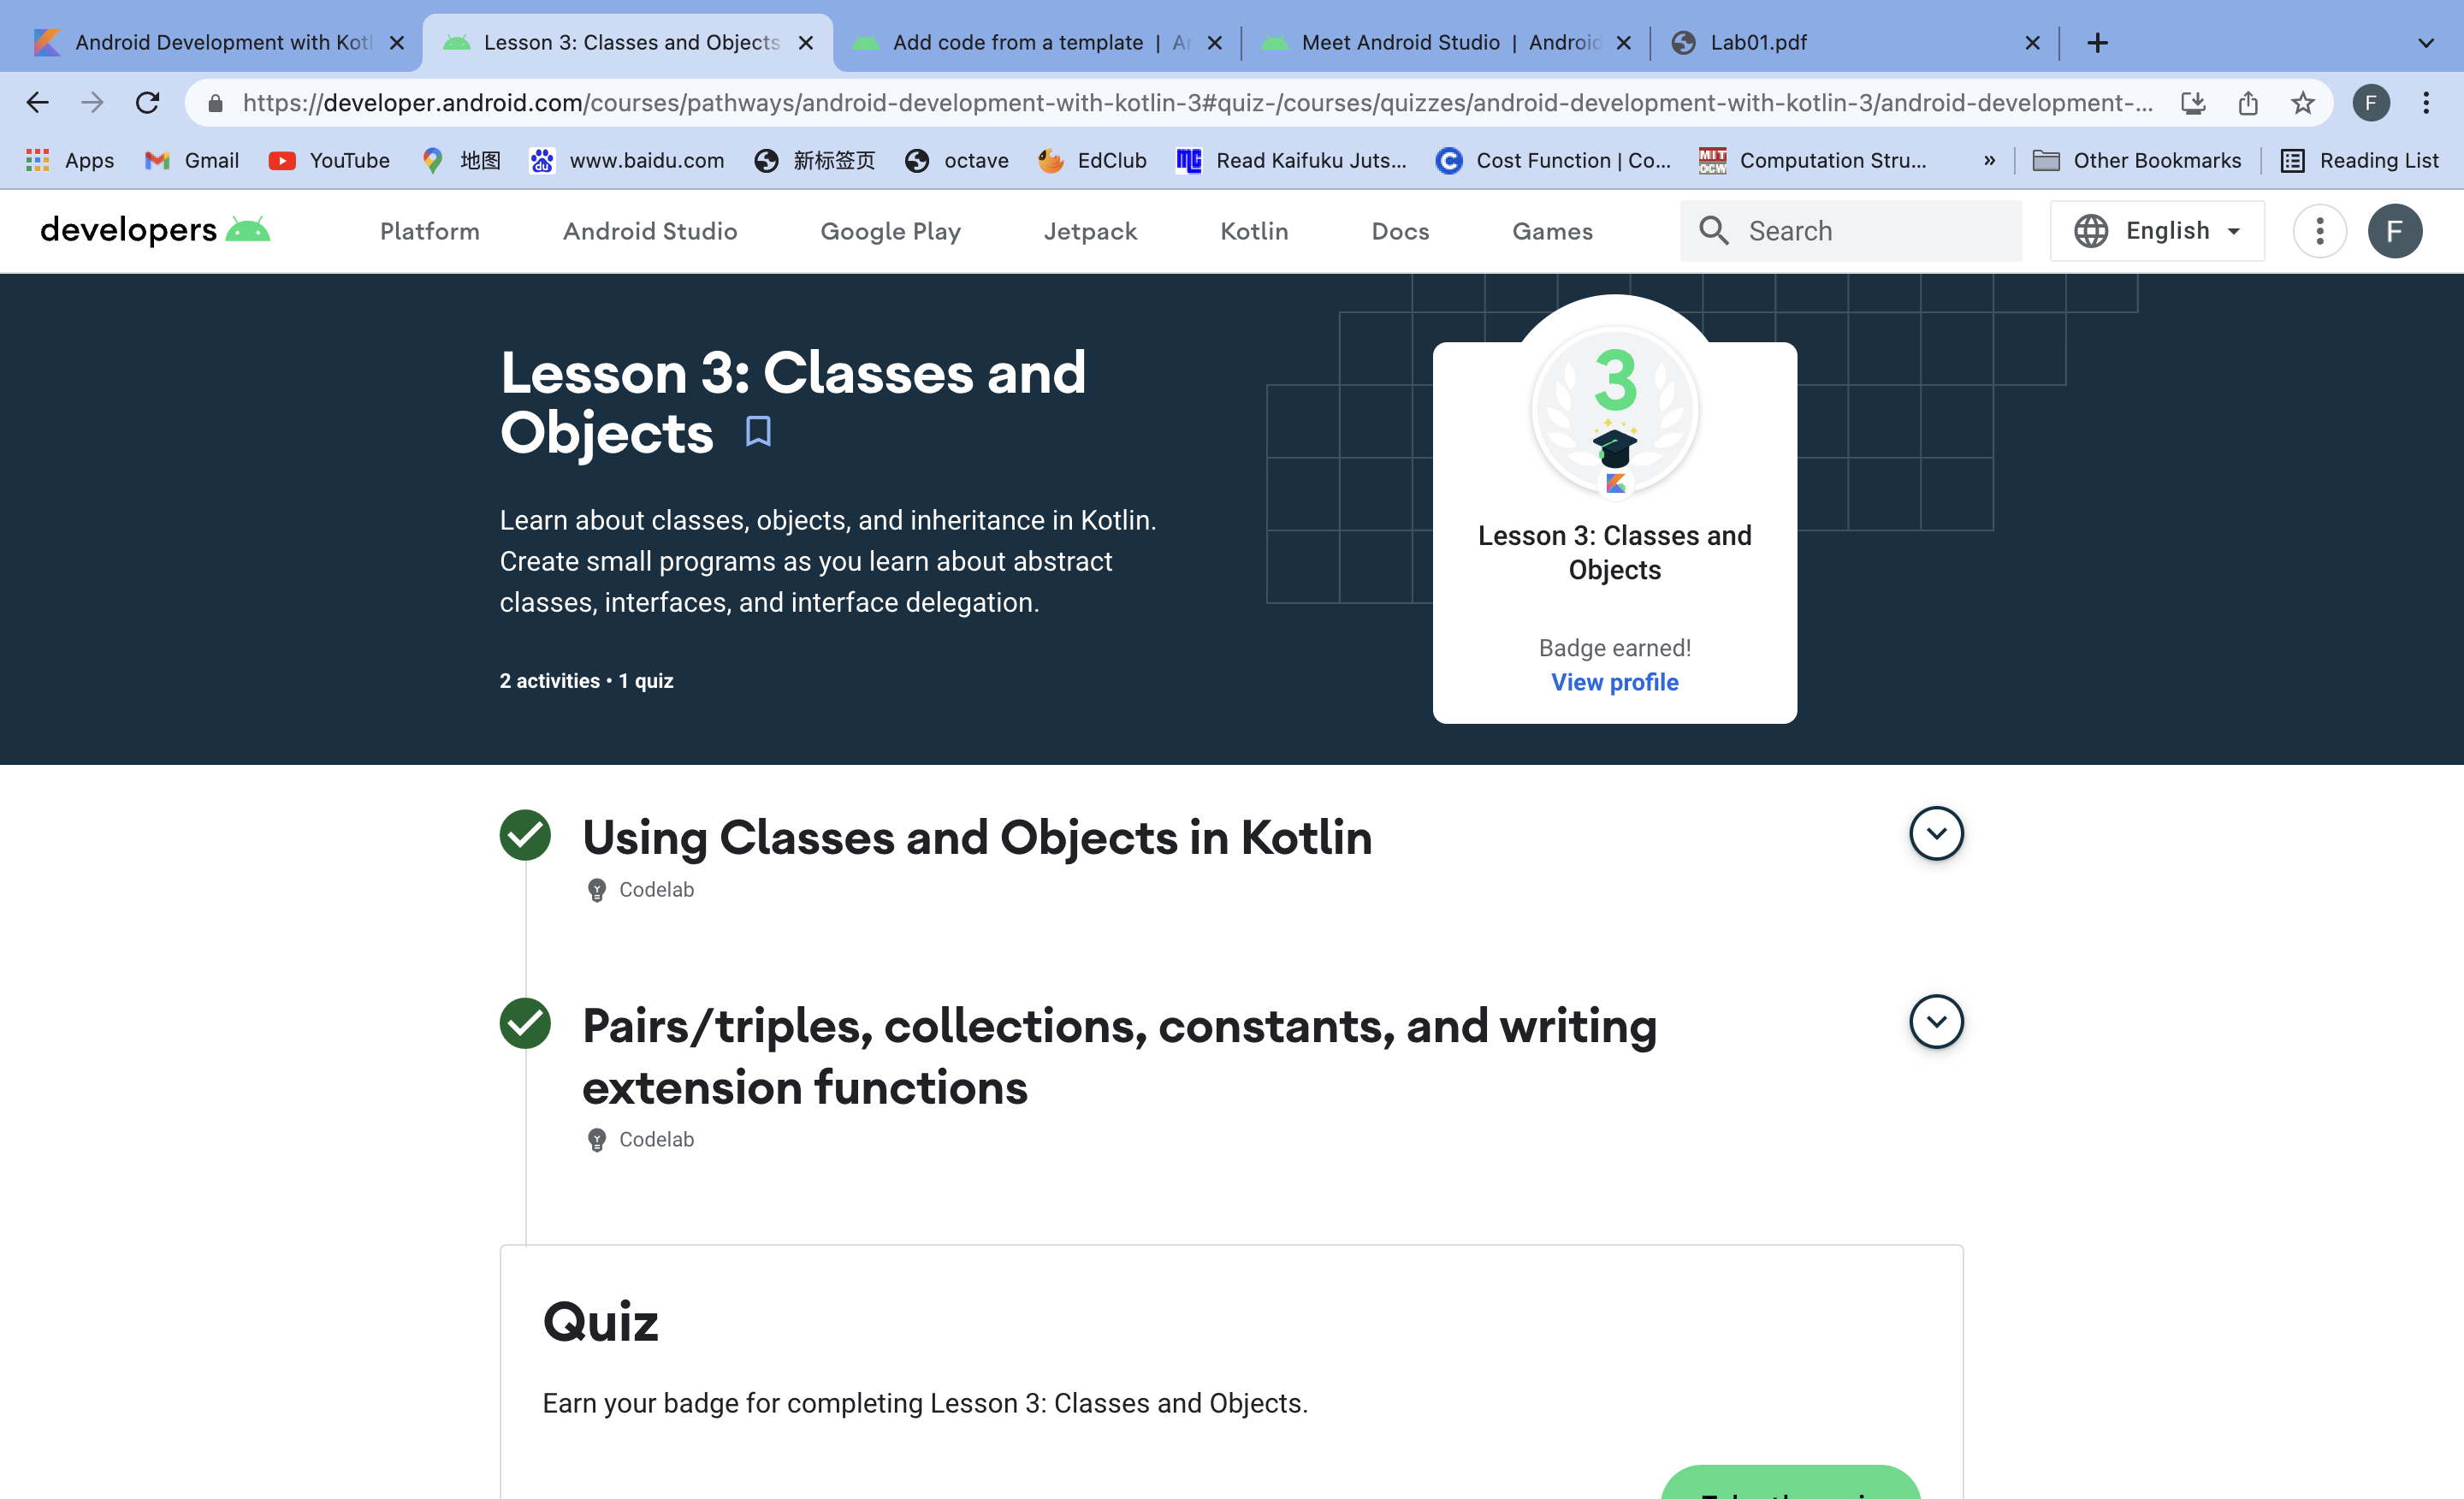 Android Development with Kotl
Lesson 3: Classes and Objects
Add code from a template | An
Meet Android Studio | Android
Lab01.pdf
https://developer.android.com/courses/pathways/android-development-with-kotlin-3#quiz-/courses/quizzes/android-development-with-kotlin-3/android-development-...
F
Apps
Gmail
YouTube
地图
www.baidu.com
新标签页
octave
EdClub
Read Kaifuku Juts...
Cost Function | Co...
Computation Stru...
»
Other Bookmarks
Reading List
developers
Platform
Android Studio
Google Play
Jetpack
Kotlin
Docs
Games
Search
English
F
Lesson 3: Classes and
Objects
Learn about classes, objects, and inheritance in Kotlin.
Create small programs as you learn about abstract
classes, interfaces, and interface delegation.
2 activities • 1 quiz
3
Lesson 3: Classes and
Objects
Badge earned!
View profile
Using Classes and Objects in Kotlin
Codelab
Pairs/triples, collections, constants, and writing
extension functions
Codelab
Quiz
Earn your badge for completing Lesson 3: Classes and Objects.